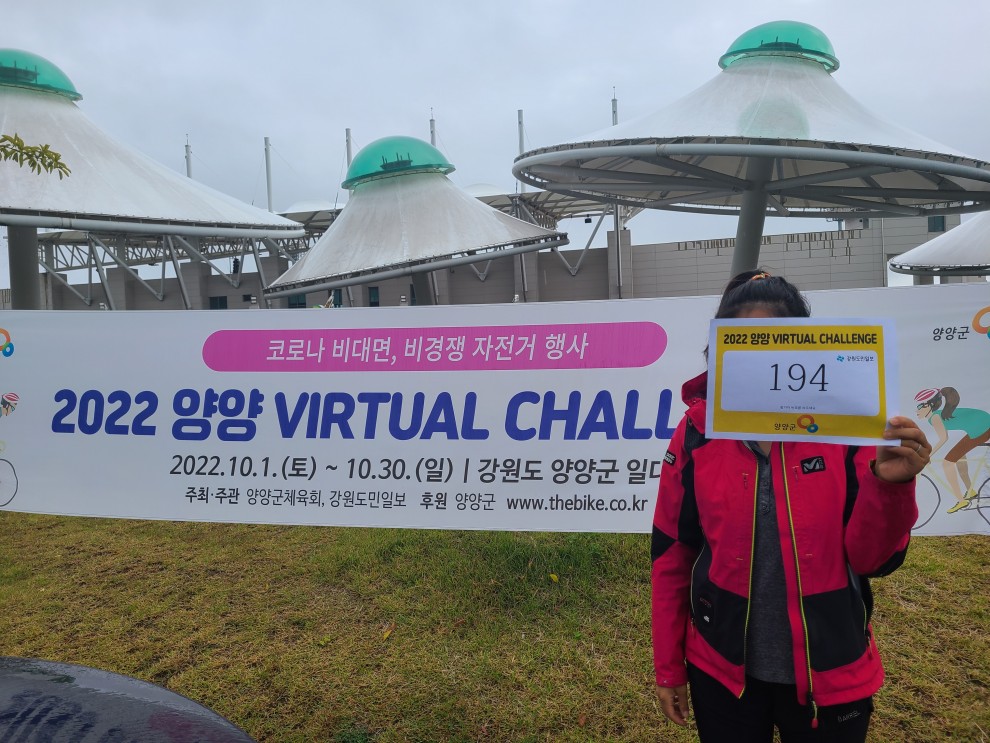 코로나 비대면, 비경쟁 자전거 행사
2022 양양 VIRTUAL CHALL
2022.10.1.(토) ~ 10.30.(일) | 강원도 양양군 일대
주최·주관 양양군체육회, 강원도민일보 후원 양양군 www.thebike.co.kr
양양군
2022 양양 VIRTUAL CHALLENGE
강원도민일보
194
양양군